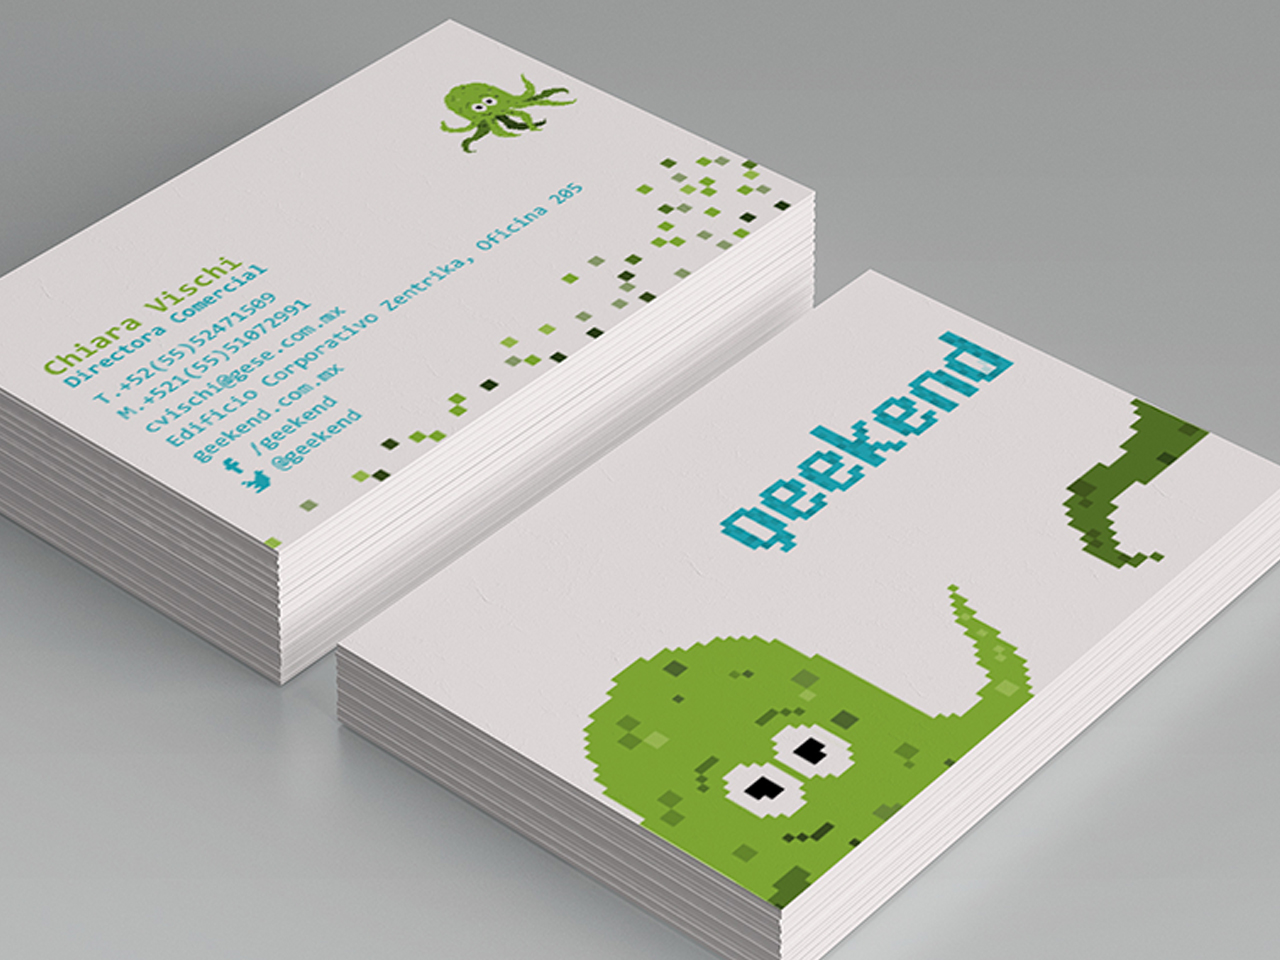 Chiara Vischi
Directora Comercial
T.+52(55)52471509
M.+521(55)51072991
cvischi@gese.com.mx
Edificio Corporativo Zentrika, Oficina 205
geekend.com.mx
/geekend
@geekend
geekend